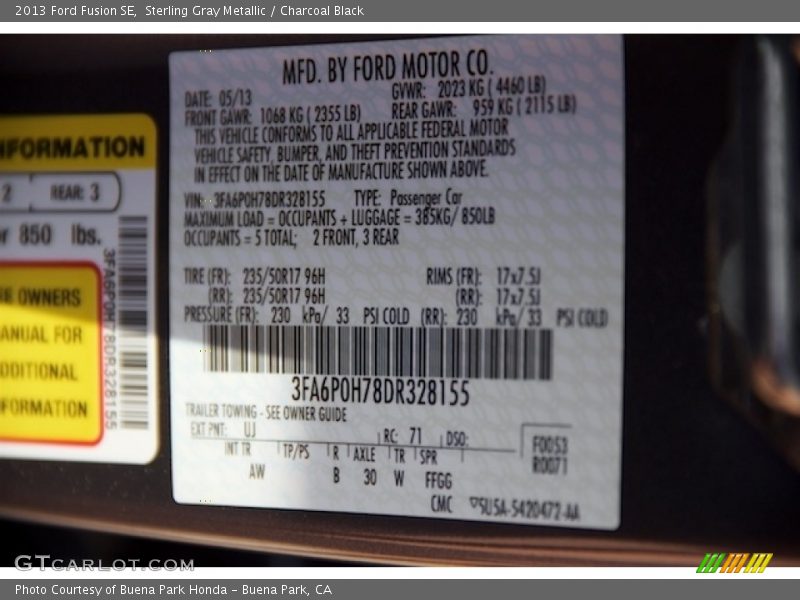 2013 Ford Fusion SE,  Sterling Gray Metallic / Charcoal Black
MFD. BY FORD MOTOR CO.
DATE: 05/13
GVWR: 2023 KG ( 4460 LB)
FRONT GAWR: 1068 KG ( 2355 LB)
REAR GAWR: 959 KG ( 2115 LB)
THIS VEHICLE CONFORMS TO ALL APPLICABLE FEDERAL MOTOR
VEHICLE SAFETY, BUMPER, AND THEFT PREVENTION STANDARDS
IN EFFECT ON THE DATE OF MANUFACTURE SHOWN ABOVE.
VIN: 3FA6P0H78DR328155 TYPE: Passenger Car
MAXIMUM LOAD = OCCUPANTS + LUGGAGE = 385KG/ 850LB
OCCUPANTS = 5 TOTAL; 2 FRONT, 3 REAR
TIRE (FR): 235/50R17 96H RIMS (FR): 17x7.5J
(RR): 235/50R17 96H (RR): 17x7.5J
PRESSURE (FR): 230 kPa/ 33 PSI COLD (RR): 230 kPa/ 33 PSI COLD
3FA6P0H78DR328155
TRAILER TOWING - SEE OWNER GUIDE
EXT PNT: UJ RC: 71 DSO:
F0053
R0071
INT TR TP/PS R AXLE TR SPR
AW B 30 W FFGG
CMC 5U5A-5420472-AA
NFORMATION
2 REAR: 3
r 850 lbs.
3FA6P0H78DR328155
OWNERS
ANUAL FOR
DDITIONAL
FORMATION
GTCARLOT.COM
Photo Courtesy of Buena Park Honda - Buena Park, CA